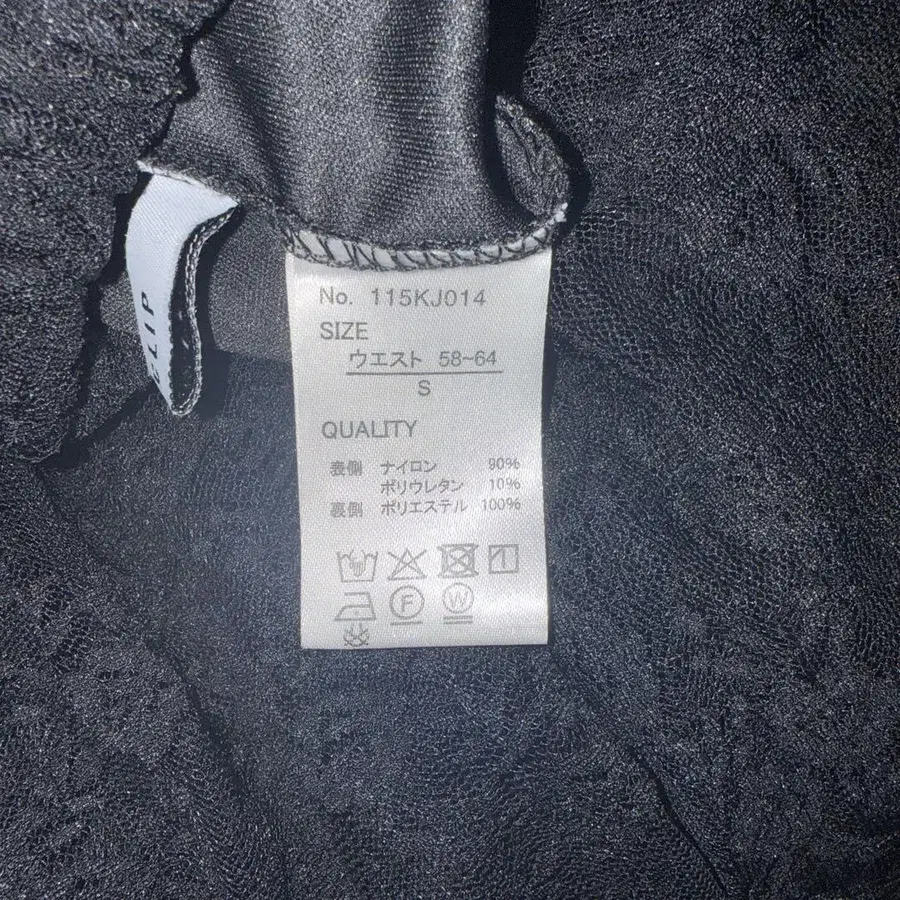 No. 115KJ014
SIZE
ウエスト 58~64
S
QUALITY
表側 ナイロン 90%
ポリウレタン 10%
裏側 ポリエステル 100%
F
W
LIP